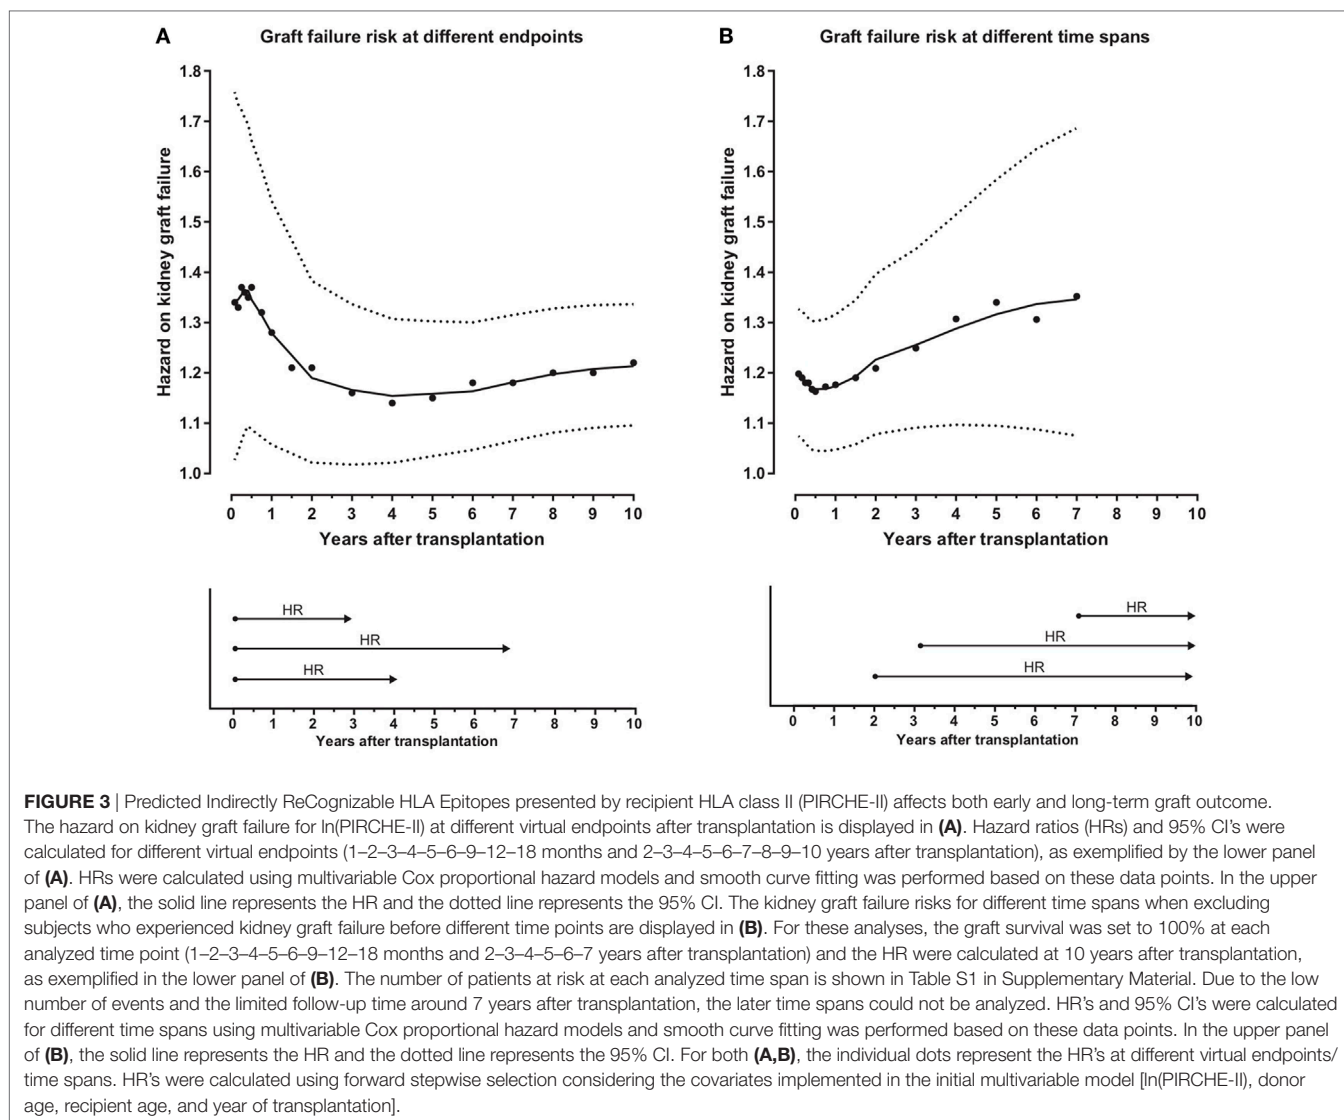 A Graft failure risk at different endpoints
1.8
1.7
1.6
1.5
1.4
1.3
1.2
1.1
1.0
Hazard on kidney graft failure
0 1 2 3 4 5 6 7 8 9 10
Years after transplantation
HR
HR
HR
0 1 2 3 4 5 6 7 8 9 10
Years after transplantation
B Graft failure risk at different time spans
1.8
1.7
1.6
1.5
1.4
1.3
1.2
1.1
1.0
Hazard on kidney graft failure
0 1 2 3 4 5 6 7 8 9 10
Years after transplantation
HR
HR
HR
0 1 2 3 4 5 6 7 8 9 10
Years after transplantation
FIGURE 3 | Predicted Indirectly ReCognizable HLA Epitopes presented by recipient HLA class II (PIRCHE-II) affects both early and long-term graft outcome.
The hazard on kidney graft failure for ln(PIRCHE-II) at different virtual endpoints after transplantation is displayed in (A). Hazard ratios (HRs) and 95% CI's were
calculated for different virtual endpoints (1–2–3–4–5–6–9–12–18 months and 2–3–4–5–6–7–8–9–10 years after transplantation), as exemplified by the lower panel
of (A). HRs were calculated using multivariable Cox proportional hazard models and smooth curve fitting was performed based on these data points. In the upper
panel of (A), the solid line represents the HR and the dotted line represents the 95% CI. The kidney graft failure risks for different time spans when excluding
subjects who experienced kidney graft failure before different time points are displayed in (B). For these analyses, the graft survival was set to 100% at each
analyzed time point (1–2–3–4–5–6–9–12–18 months and 2–3–4–5–6–7 years after transplantation) and the HR were calculated at 10 years after transplantation,
as exemplified in the lower panel of (B). The number of patients at risk at each analyzed time span is shown in Table S1 in Supplementary Material. Due to the low
number of events and the limited follow-up time around 7 years after transplantation, the later time spans could not be analyzed. HR's and 95% CI's were calculated
for different time spans using multivariable Cox proportional hazard models and smooth curve fitting was performed based on these data points. In the upper panel
of (B), the solid line represents the HR and the dotted line represents the 95% CI. For both (A,B), the individual dots represent the HR's at different virtual endpoints/
time spans. HR's were calculated using forward stepwise selection considering the covariates implemented in the initial multivariable model [ln(PIRCHE-II), donor
age, recipient age, and year of transplantation].